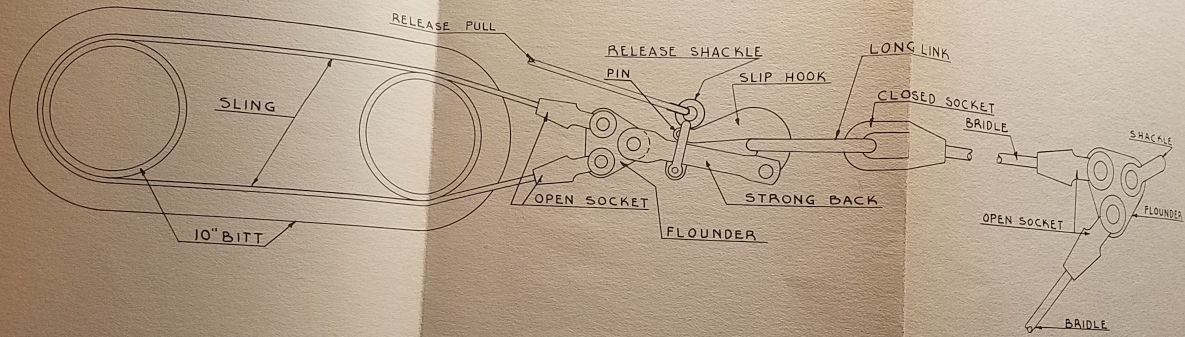 RELEASE PULL
RELEASE SHACKLE
LONG LINK
PIN
SLIP HOOK
SLING
CLOSED SOCKET
BRIDLE
SHACKLE
OPEN SOCKET
STRONG BACK
OPEN SOCKET
FLOUNDER
10" BITT
FLOUNDER
BRIDLE